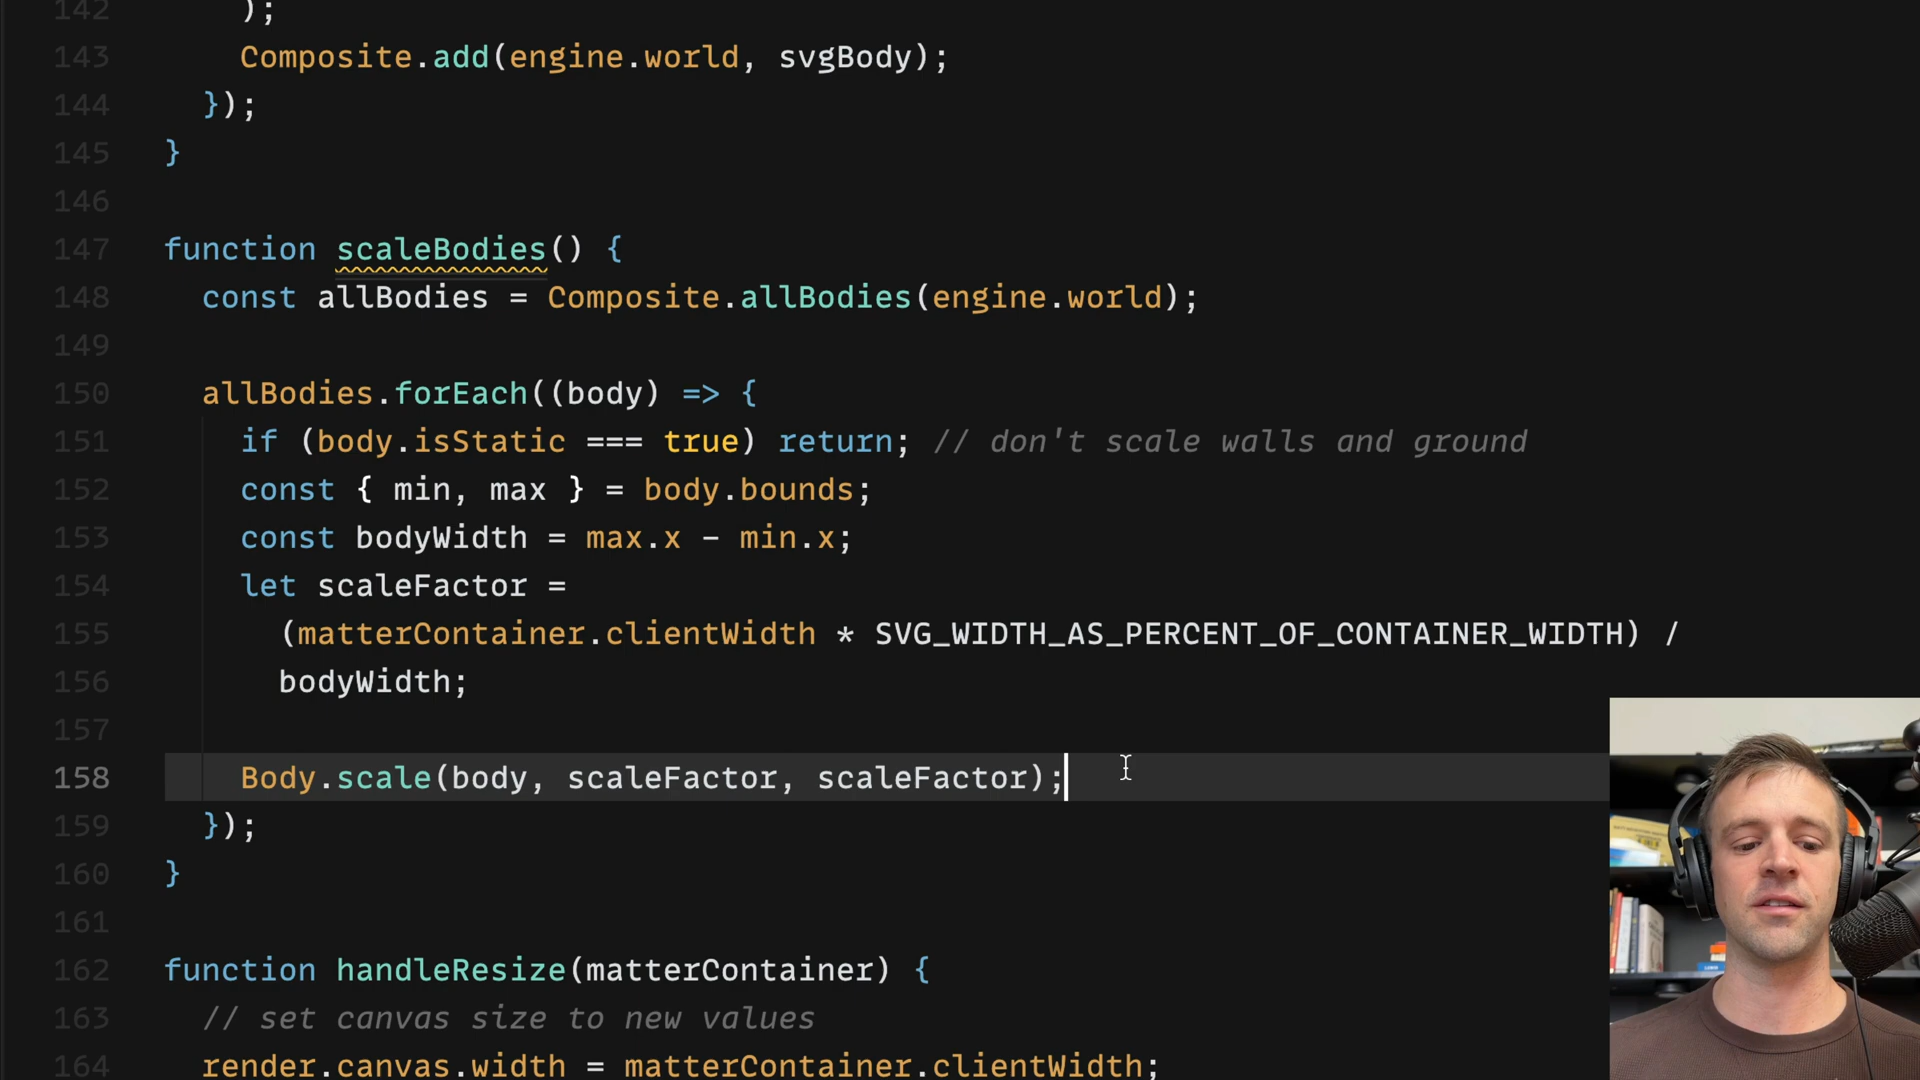 142 );
143 Composite.add(engine.world, svgBody);
144 });
145 }
146
147 function scaleBodies() {
148 const allBodies = Composite.allBodies(engine.world);
149
150 allBodies.forEach((body) => {
151 if (body.isStatic === true) return; // don't scale walls and ground
152 const { min, max } = body.bounds;
153 const bodyWidth = max.x - min.x;
154 let scaleFactor =
155 (matterContainer.clientWidth * SVG_WIDTH_AS_PERCENT_OF_CONTAINER_WIDTH) /
156 bodyWidth;
157
158 Body.scale(body, scaleFactor, scaleFactor);
159 });
160 }
161
162 function handleResize(matterContainer) {
163 // set canvas size to new values
164 render.canvas.width = matterContainer.clientWidth;